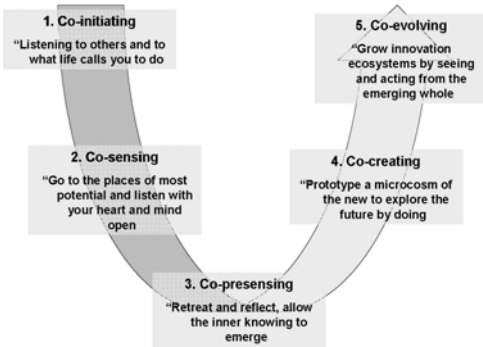 1. Co-initiating
“Listening to others and to
what life calls you to do
2. Co-sensing
“Go to the places of most
potential and listen with
your heart and mind
open
3. Co-presensing
“Retreat and reflect, allow
the inner knowing to
emerge
4. Co-creating
“Prototype a microcosm of
the new to explore the
future by doing
5. Co-evolving
“Grow innovation
ecosystems by seeing
and acting from the
emerging whole